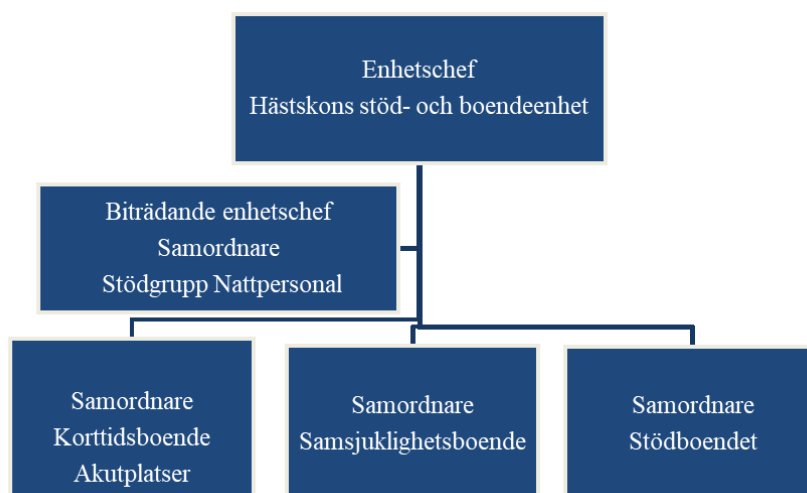 Enhetschef
Hästskons stöd- och boendeenhet
Biträdande enhetschef
Samordnare
Stödgrupp Nattpersonal
Samordnare
Korttidsboende
Akutplatser
Samordnare
Samsjuklighetsboende
Samordnare
Stödboendet